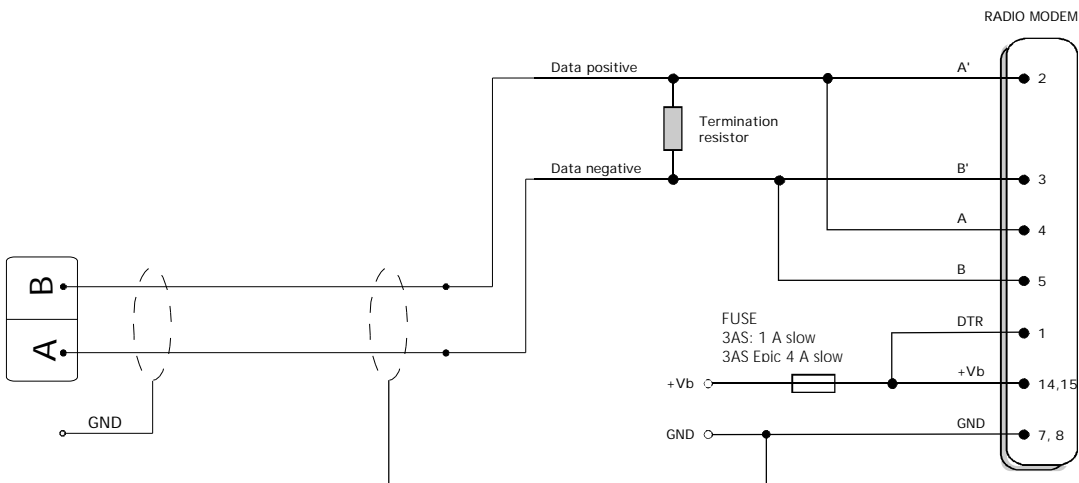 RADIO MODEM
Data positive
A'
2
Termination
resistor
Data negative
B'
3
A
4
B
B
5
A
FUSE
3AS: 1 A slow
3AS Epic 4 A slow
DTR
1
+Vb
+Vb
14,15
GND
GND
GND
7, 8